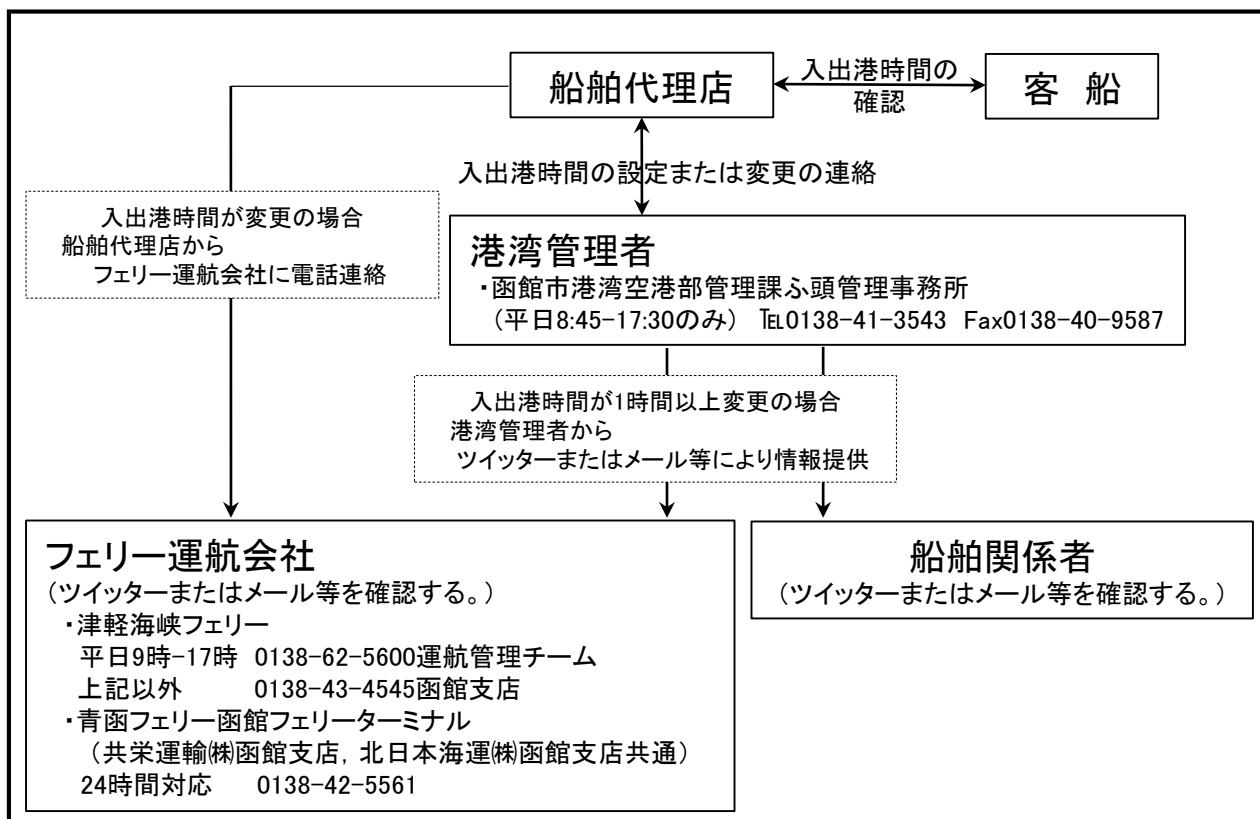 船舶代理店
入出港時間の
確認
客 船
入出港時間の設定または変更の連絡
入出港時間が変更の場合
船舶代理店から
フェリー運航会社に電話連絡
港湾管理者
・函館市港湾空港部管理課ふ頭管理事務所
(平日8:45-17:30のみ) ℡0138-41-3543 Fax0138-40-9587
入出港時間が1時間以上変更の場合
港湾管理者から
ツイッターまたはメール等により情報提供
フェリー運航会社
(ツイッターまたはメール等を確認する。)
・津軽海峡フェリー
平日9時-17時 0138-62-5600運航管理チーム
上記以外 0138-43-4545函館支店
・青函フェリー函館フェリーターミナル
(共栄運輸㈱函館支店, 北日本海運㈱函館支店共通)
24時間対応 0138-42-5561
船舶関係者
(ツイッターまたはメール等を確認する。)